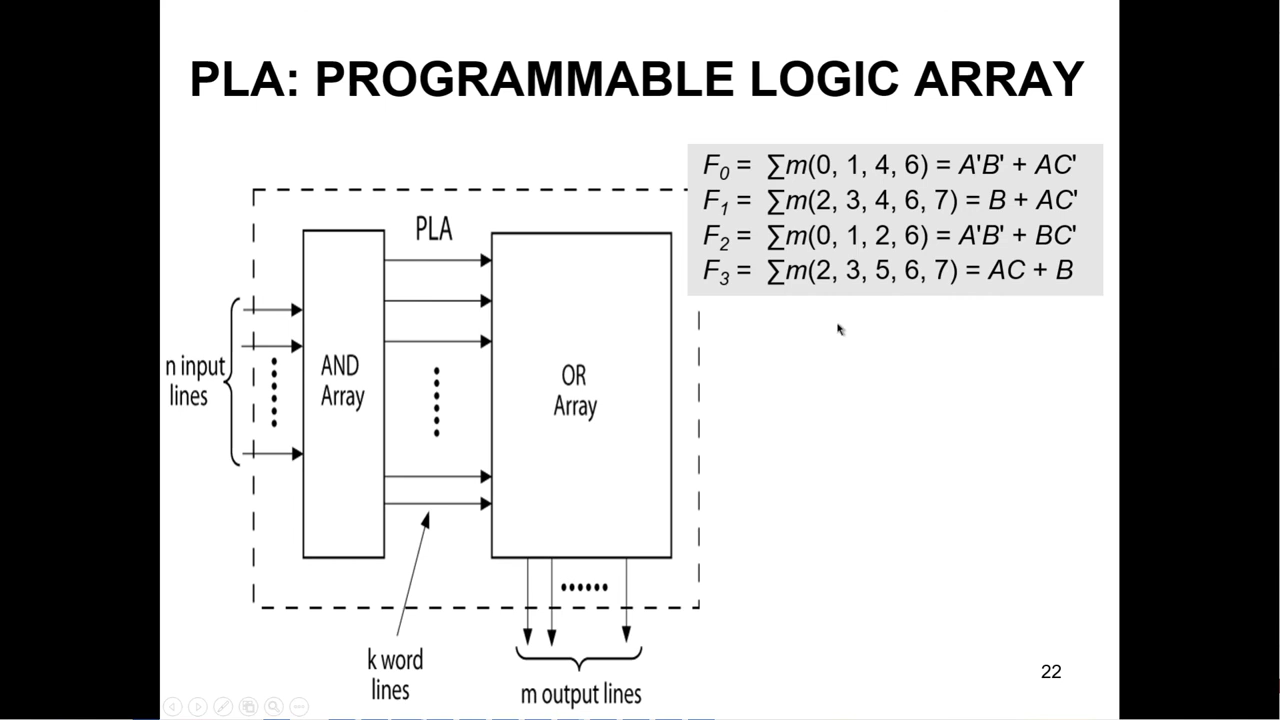 PLA: PROGRAMMABLE LOGIC ARRAY
F0 = ∑m(0, 1, 4, 6) = A'B' + AC'
F1 = ∑m(2, 3, 4, 6, 7) = B + AC'
F2 = ∑m(0, 1, 2, 6) = A'B' + BC'
F3 = ∑m(2, 3, 5, 6, 7) = AC + B
PLA
n input
lines
AND
Array
OR
Array
k word
lines
m output lines
22